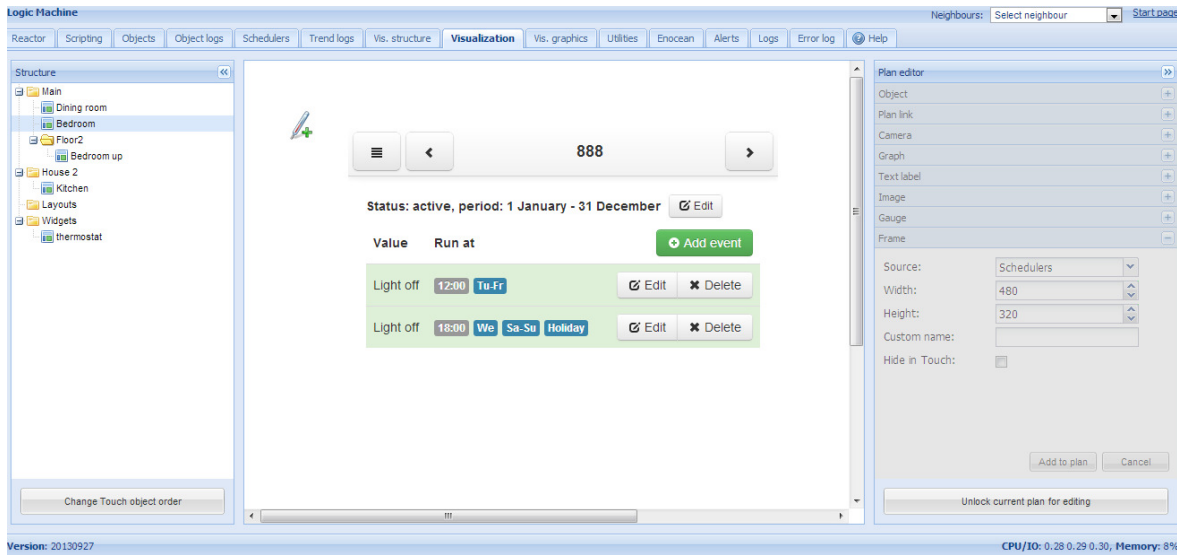 Logic Machine
Neighbours: Select neighbour Start page
Reactor Scripting Objects Object logs Schedulers Trend logs Vis. structure Visualization Vis. graphics Utilities Enocean Alerts Logs Error log Help
Structure
Main
Dining room
Bedroom
Floor2
Bedroom up
House 2
Kitchen
Layouts
Widgets
thermostat
Change Touch object order
888
Status: active, period: 1 January - 31 December Edit
Value Run at Add event
Light off 12:00 Tu-Fr Edit Delete
Light off 18:00 We Sa-Su Holiday Edit Delete
Plan editor
Object
Plan link
Camera
Graph
Text label
Image
Gauge
Frame
Source: Schedulers
Width: 480
Height: 320
Custom name:
Hide in Touch:
Add to plan Cancel
Unlock current plan for editing
Version: 20130927
CPU/IO: 0.28 0.29 0.30, Memory: 8%